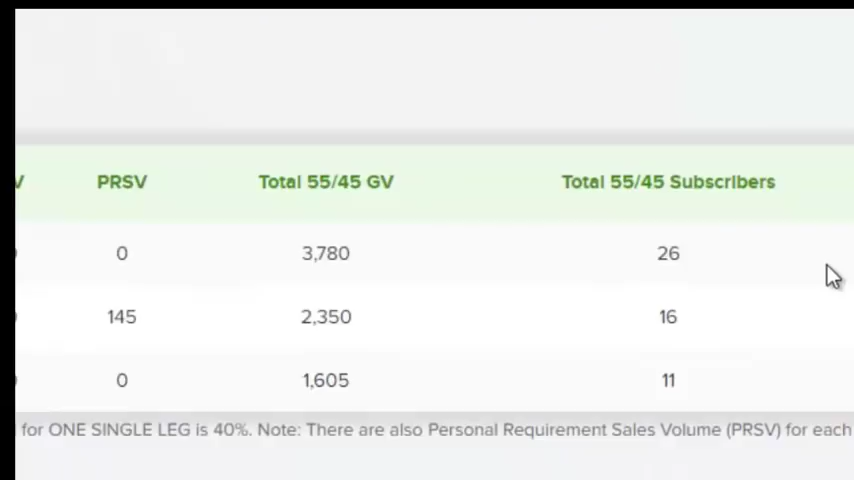 V PRSV Total 55/45 GV Total 55/45 Subscribers
0 3,780 26
145 2,350 16
0 1,605 11
for ONE SINGLE LEG is 40%. Note: There are also Personal Requirement Sales Volume (PRSV) for each